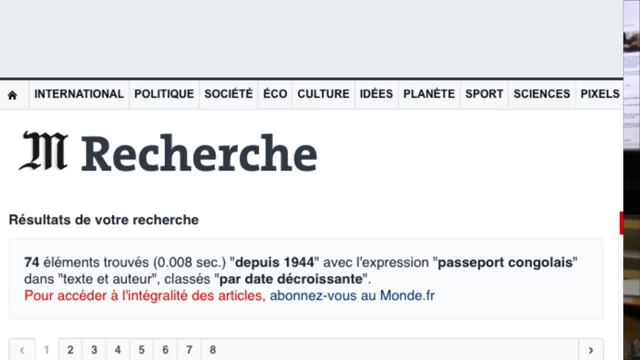 INTERNATIONAL POLITIQUE SOCIÉTÉ ÉCO CULTURE IDÉES PLANÈTE SPORT SCIENCES PIXELS
M Recherche
Résultats de votre recherche
74 éléments trouvés (0.008 sec.) "depuis 1944" avec l'expression "passeport congolais"
dans "texte et auteur", classés "par date décroissante".
Pour accéder à l'intégralité des articles, abonnez-vous au Monde.fr
‹ 1 2 3 4 5 6 7 8 ›